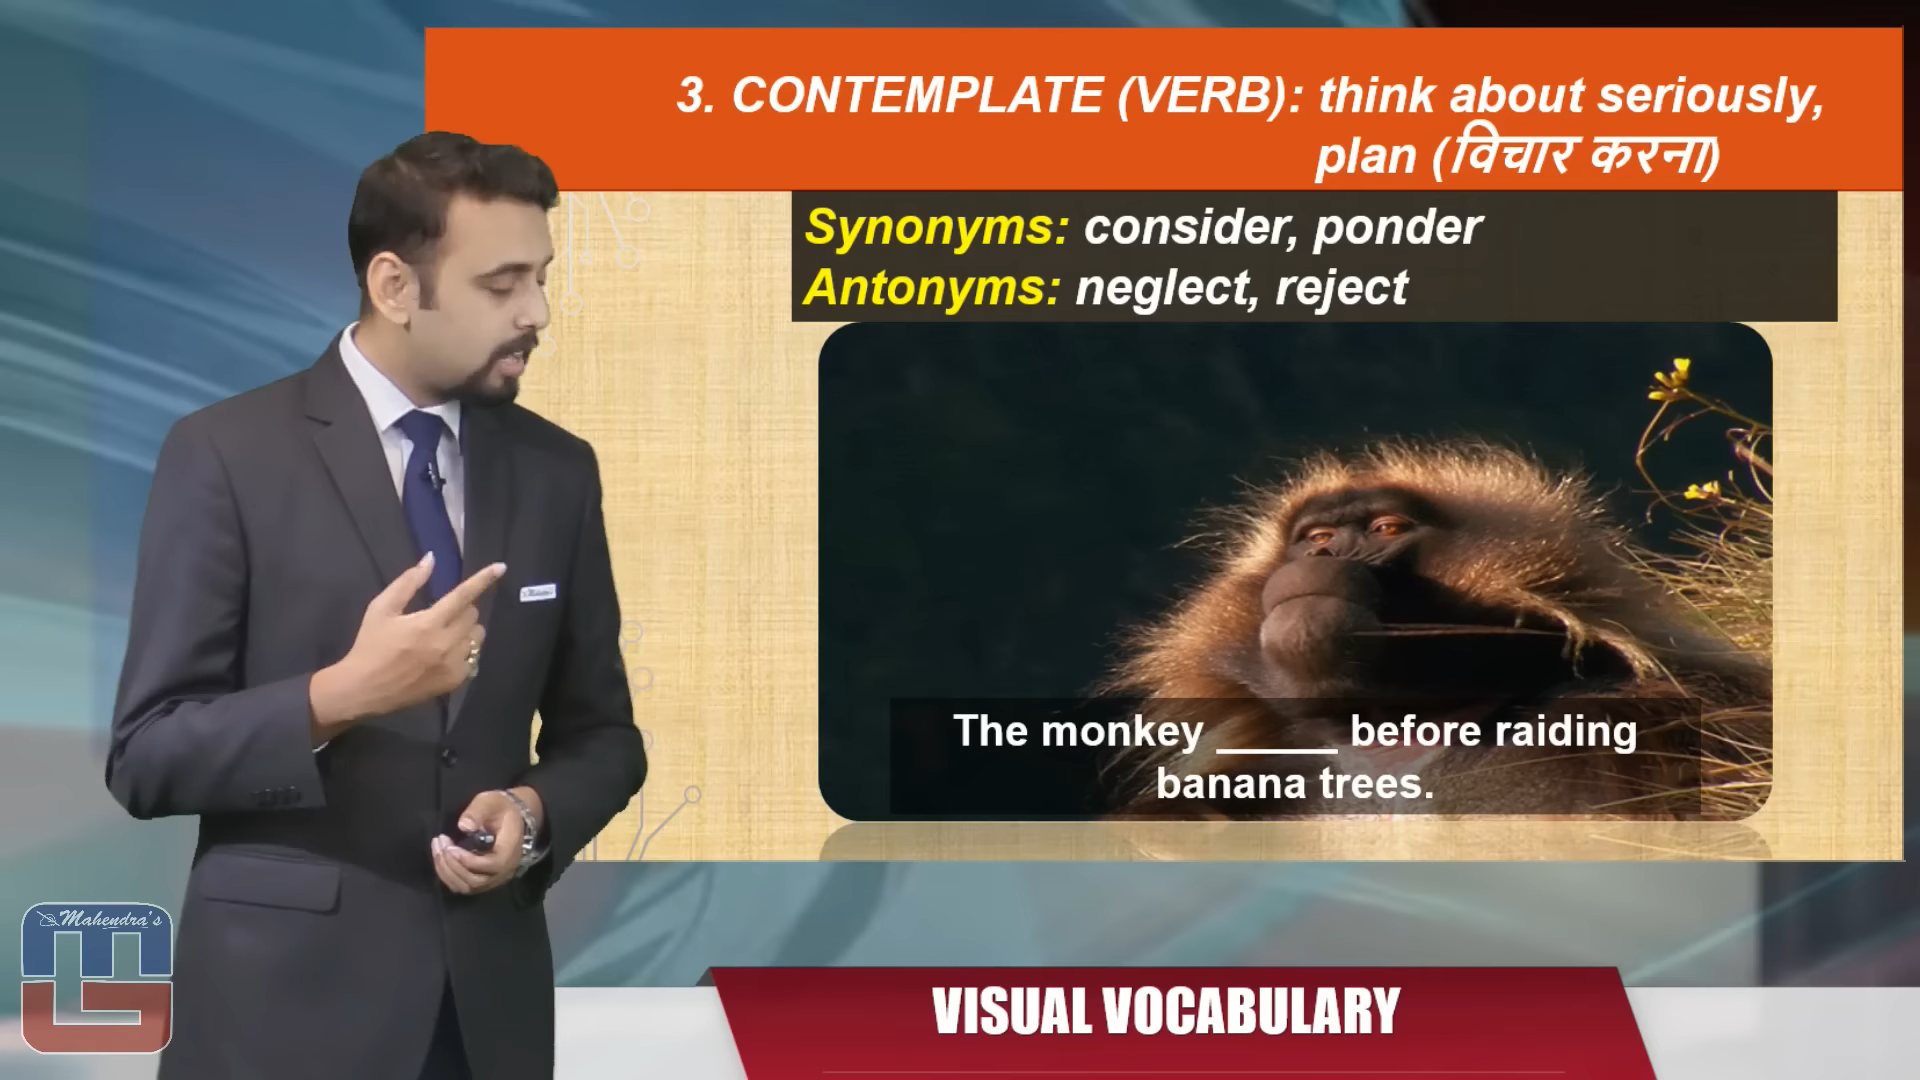 3. CONTEMPLATE (VERB): think about seriously,
plan (विचार करना)
Synonyms: consider, ponder
Antonyms: neglect, reject
The monkey _____ before raiding
banana trees.
Mahendra's
Mahendra's
VISUAL VOCABULARY